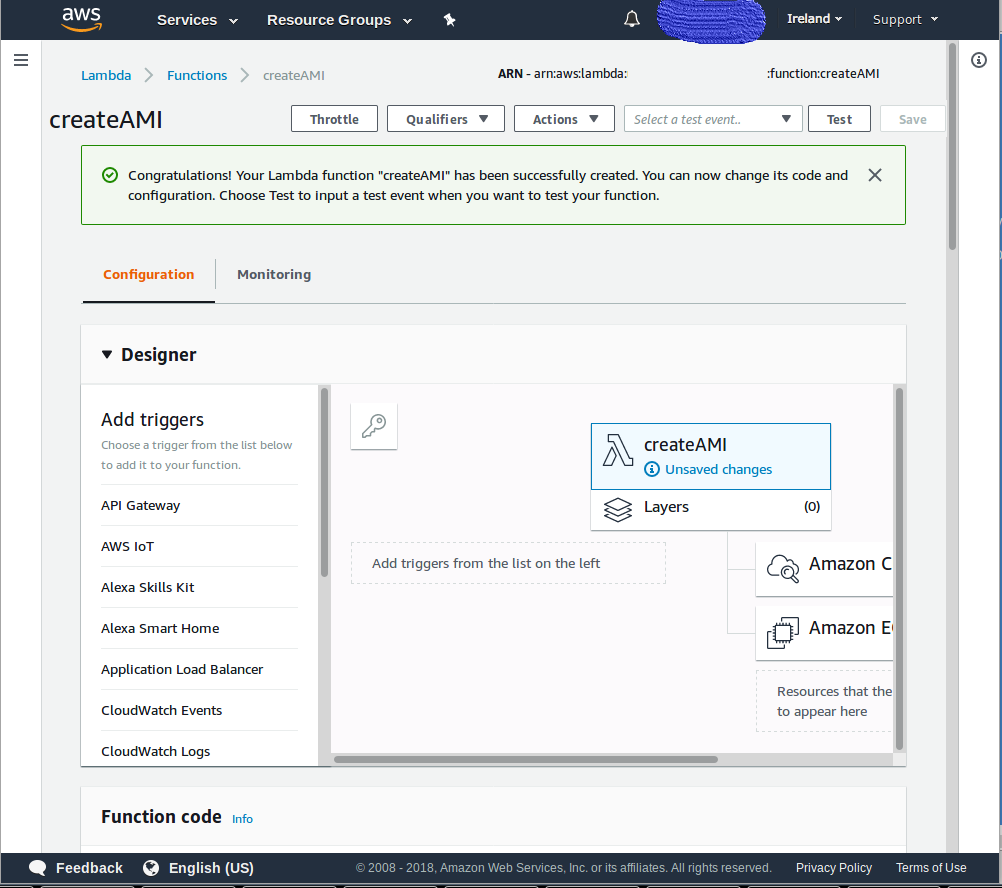 aws Services Resource Groups Ireland Support
Lambda Functions createAMI ARN - arn:aws:lambda: :function:createAMI
createAMI Throttle Qualifiers Actions Select a test event.. Test Save
Congratulations! Your Lambda function "createAMI" has been successfully created. You can now change its code and
configuration. Choose Test to input a test event when you want to test your function.
Configuration Monitoring
Designer
Add triggers
Choose a trigger from the list below
to add it to your function.
API Gateway
AWS IoT
Alexa Skills Kit
Alexa Smart Home
Application Load Balancer
CloudWatch Events
CloudWatch Logs
createAMI
Unsaved changes
Layers (0)
Add triggers from the list on the left
Amazon C
Amazon E
Resources that the
to appear here
Function code Info
Feedback English (US) © 2008 - 2018, Amazon Web Services, Inc. or its affiliates. All rights reserved. Privacy Policy Terms of Use